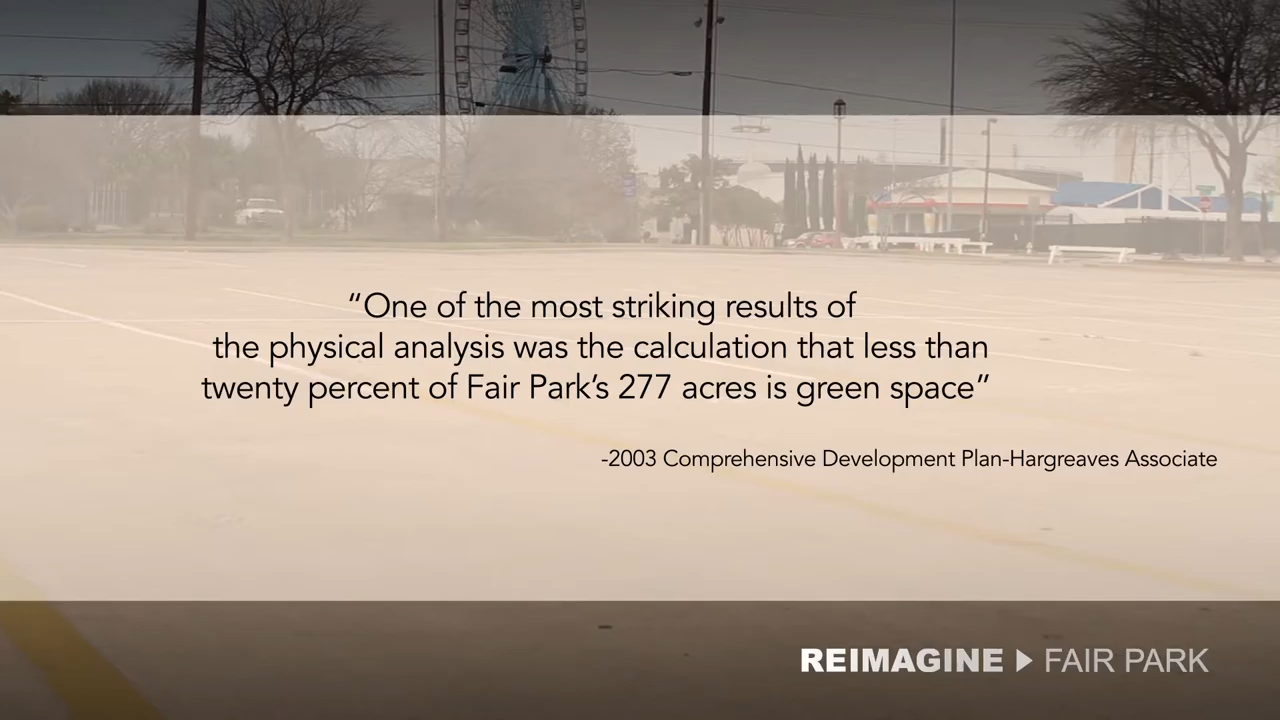 “One of the most striking results of
the physical analysis was the calculation that less than
twenty percent of Fair Park’s 277 acres is green space”
-2003 Comprehensive Development Plan-Hargreaves Associate
REIMAGINE FAIR PARK